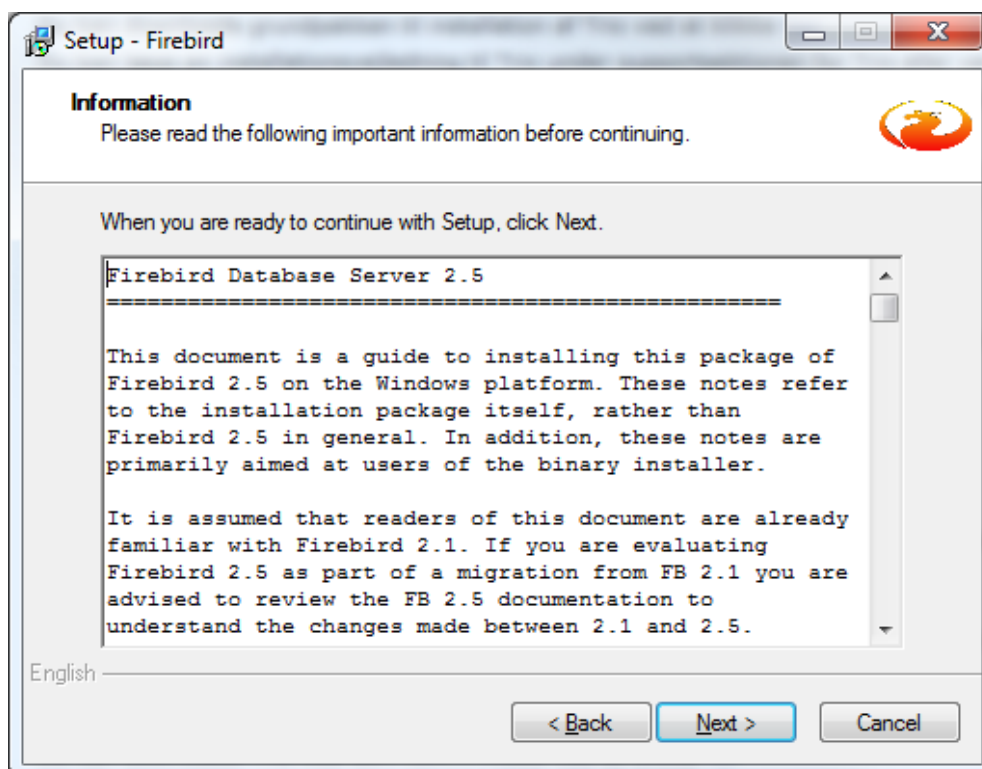 Setup - Firebird
Information
Please read the following important information before continuing.
When you are ready to continue with Setup, click Next.
Firebird Database Server 2.5
==================================================
This document is a guide to installing this package of
Firebird 2.5 on the Windows platform. These notes refer
to the installation package itself, rather than
Firebird 2.5 in general. In addition, these notes are
primarily aimed at users of the binary installer.
It is assumed that readers of this document are already
familiar with Firebird 2.1. If you are evaluating
Firebird 2.5 as part of a migration from FB 2.1 you are
advised to review the FB 2.5 documentation to
understand the changes made between 2.1 and 2.5.
English
< Back
Next >
Cancel